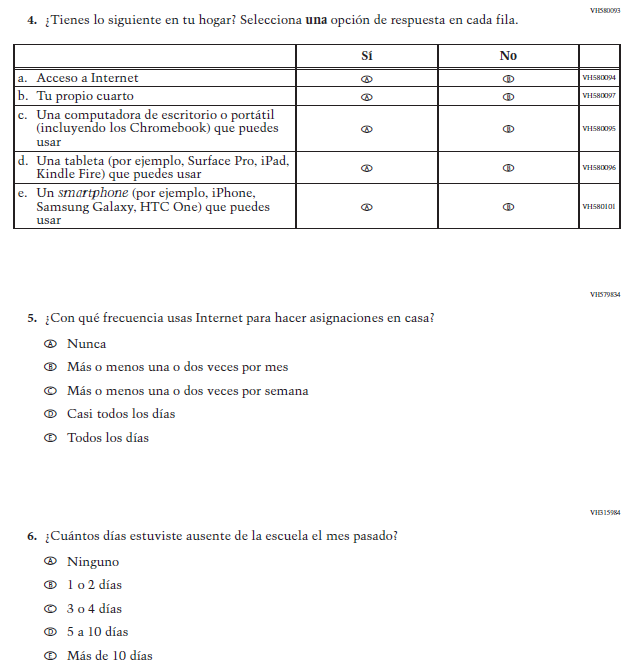 VH580093
4. ¿Tienes lo siguiente en tu hogar? Selecciona una opción de respuesta en cada fila.
Sí No
a. Acceso a Internet Ⓐ Ⓑ VH580094
b. Tu propio cuarto Ⓐ Ⓑ VH580097
c. Una computadora de escritorio o portátil
(incluyendo los Chromebook) que puedes Ⓐ Ⓑ VH580095
usar
d. Una tableta (por ejemplo, Surface Pro, iPad,
Kindle Fire) que puedes usar Ⓐ Ⓑ VH580096
e. Un smartphone (por ejemplo, iPhone,
Samsung Galaxy, HTC One) que puedes Ⓐ Ⓑ VH580101
usar
VH579834
5. ¿Con qué frecuencia usas Internet para hacer asignaciones en casa?
Ⓐ Nunca
Ⓑ Más o menos una o dos veces por mes
Ⓒ Más o menos una o dos veces por semana
Ⓓ Casi todos los días
Ⓔ Todos los días
VH315984
6. ¿Cuántos días estuviste ausente de la escuela el mes pasado?
Ⓐ Ninguno
Ⓑ 1 o 2 días
Ⓒ 3 o 4 días
Ⓓ 5 a 10 días
Ⓔ Más de 10 días